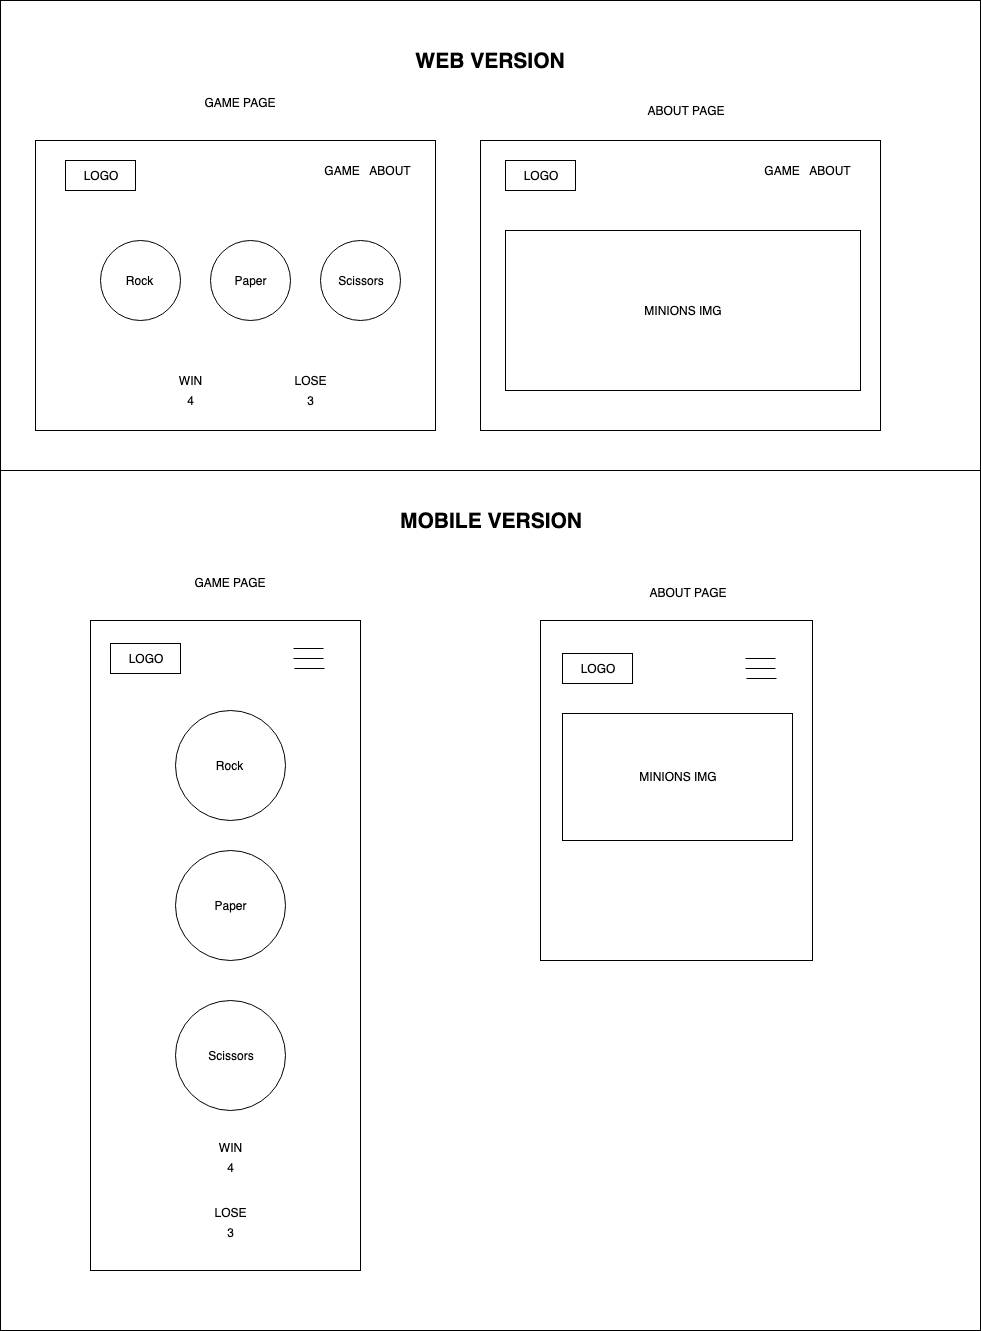 WEB VERSION
GAME PAGE
ABOUT PAGE
LOGO
GAME ABOUT
Rock
Paper
Scissors
WIN
4
LOSE
3
LOGO
GAME ABOUT
MINIONS IMG
MOBILE VERSION
GAME PAGE
ABOUT PAGE
LOGO
Rock
Paper
Scissors
WIN
4
LOSE
3
LOGO
MINIONS IMG